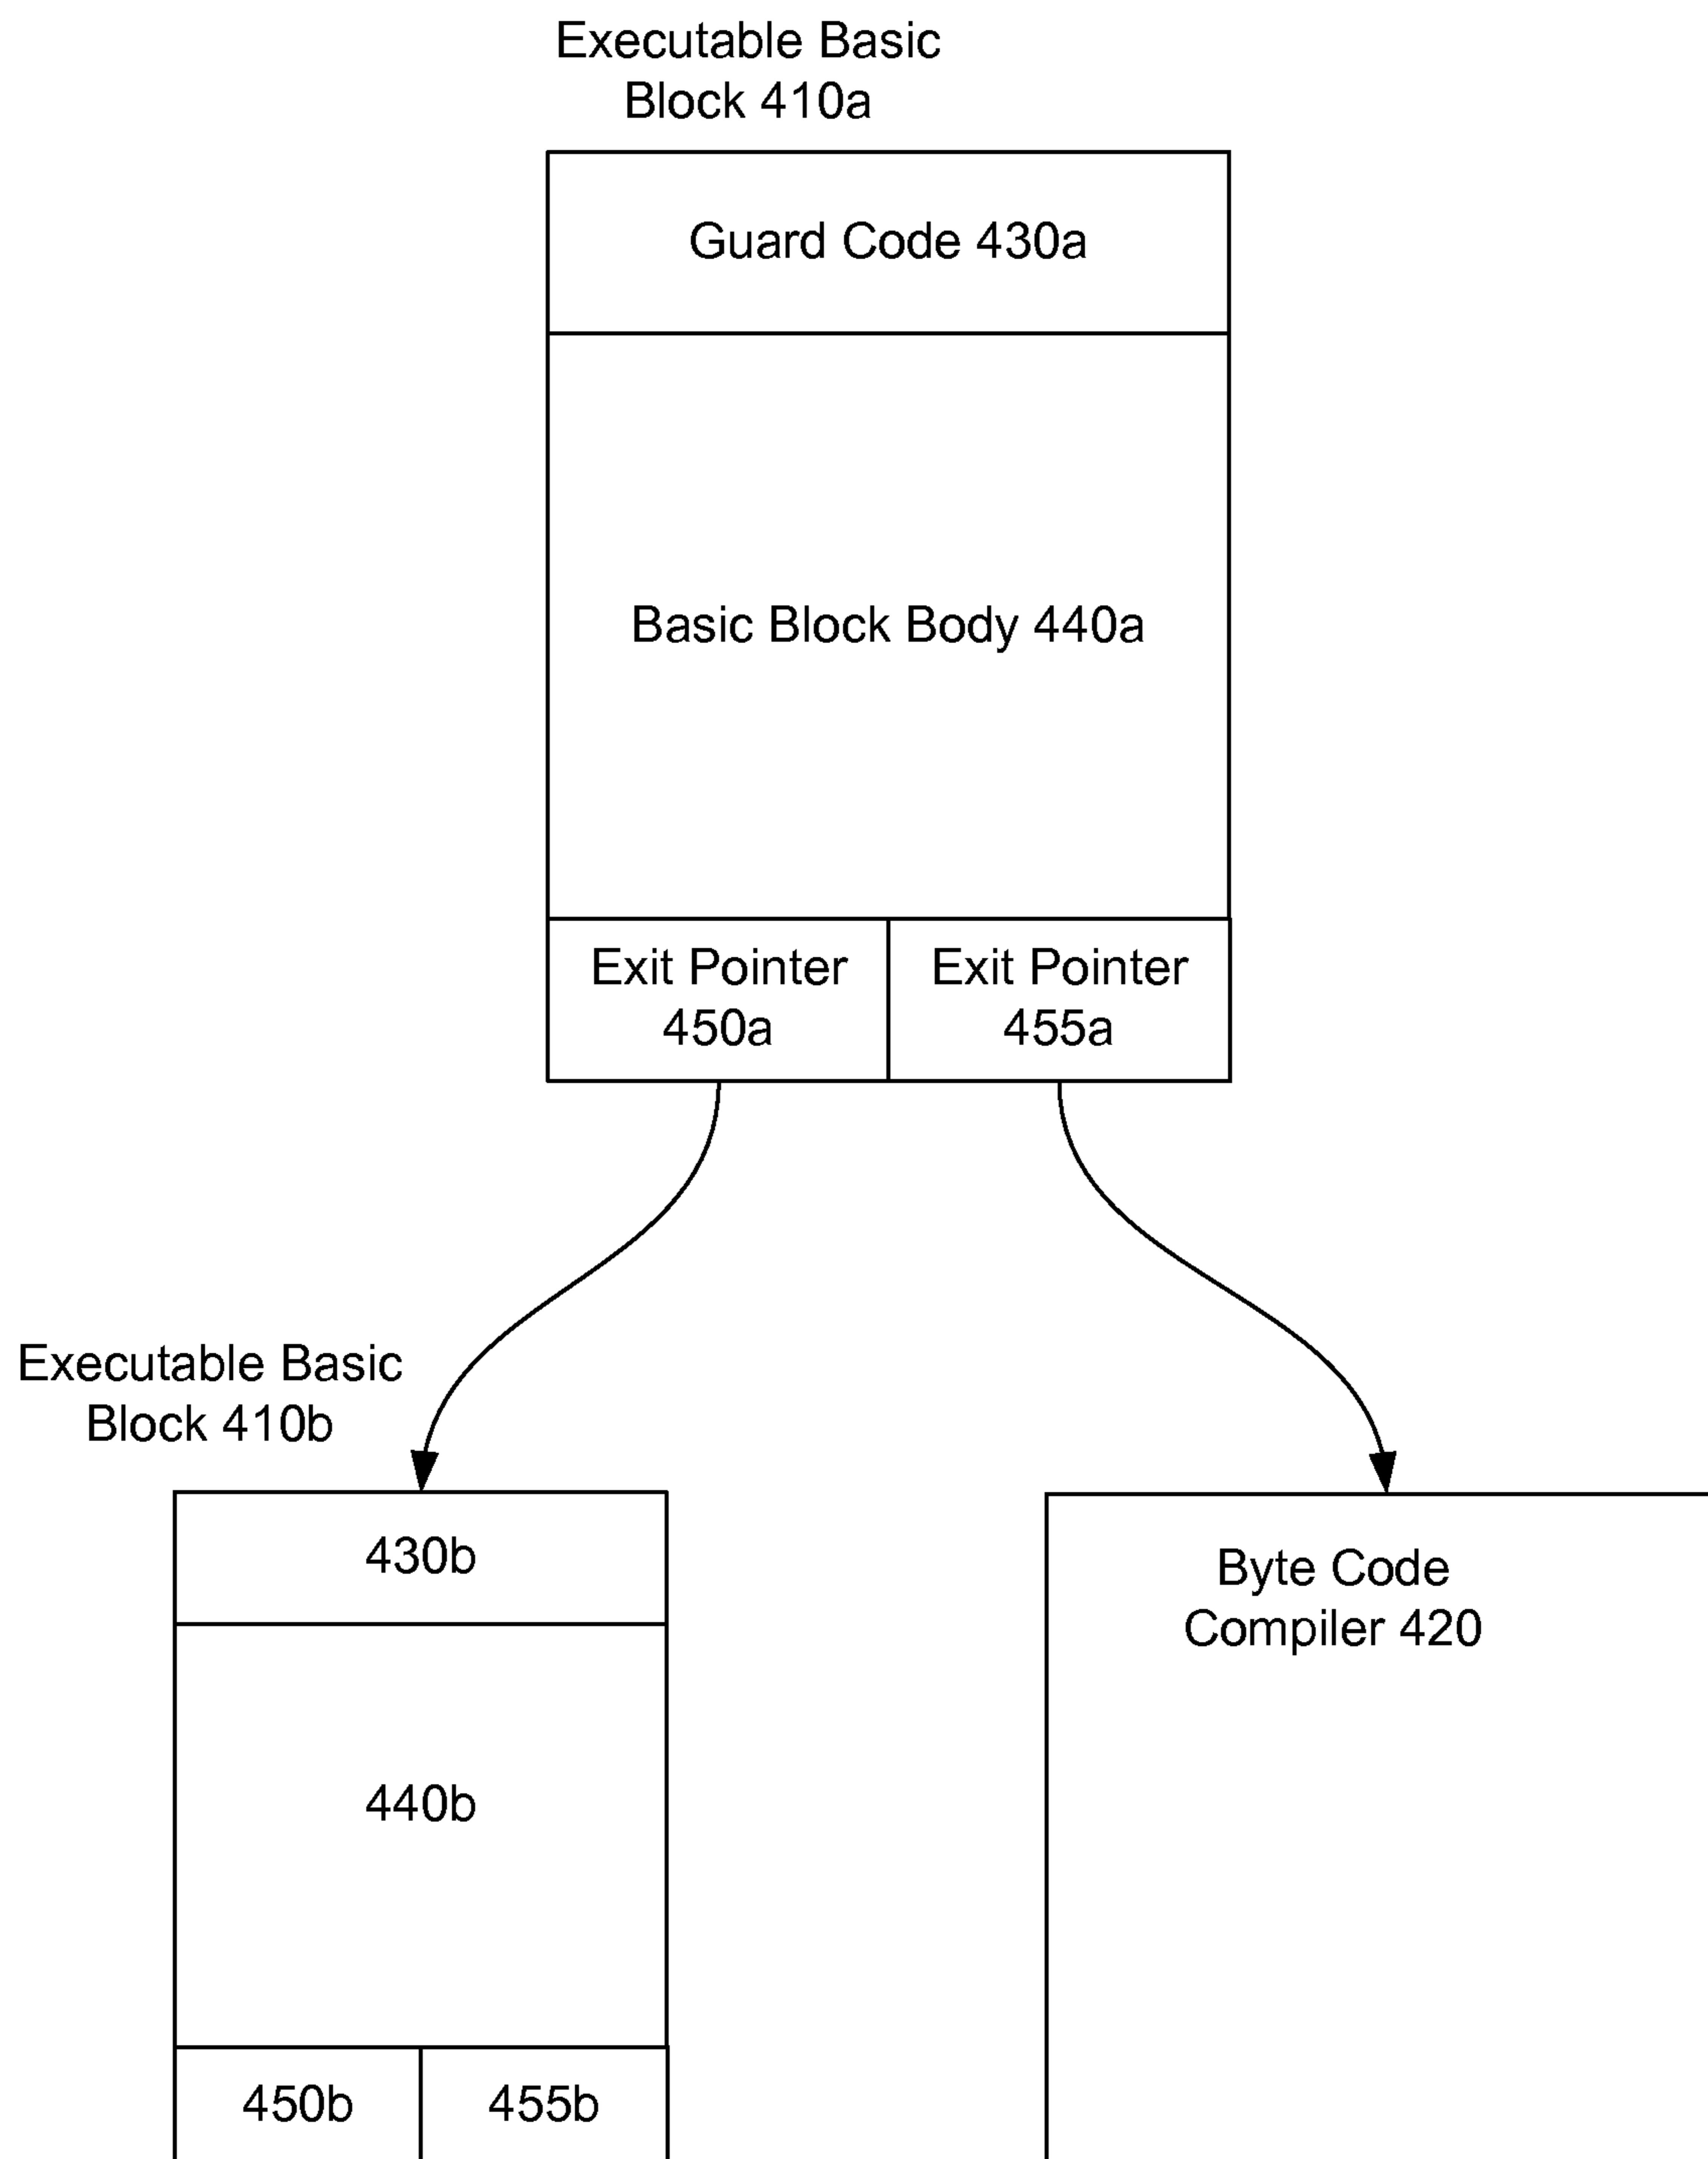 Executable Basic
Block 410a
Guard Code 430a
Basic Block Body 440a
Exit Pointer
450a
Exit Pointer
455a
Executable Basic
Block 410b
430b
440b
450b
455b
Byte Code
Compiler 420